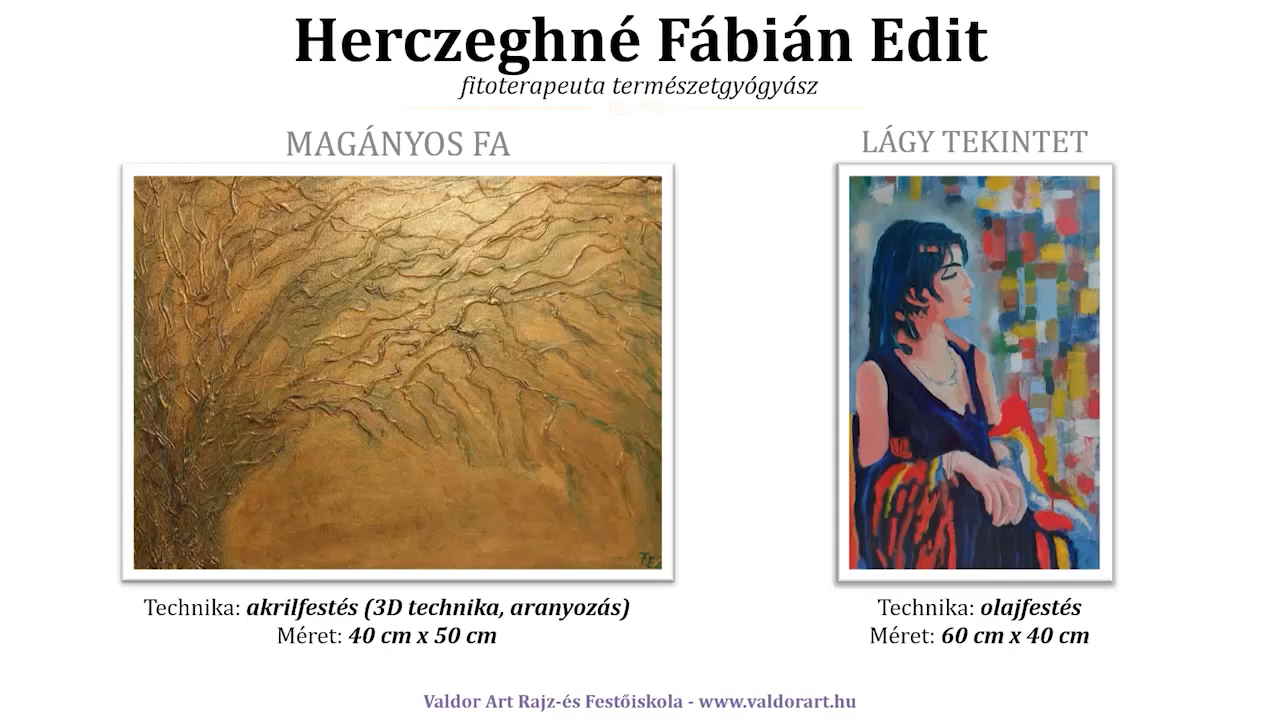 Herczeghné Fábián Edit
fitoterapeuta természetgyógyász
MAGÁNYOS FA
Technika: akrilfestés (3D technika, aranyozás)
Méret: 40 cm x 50 cm
LÁGY TEKINTET
Technika: olajfestés
Méret: 60 cm x 40 cm
Valdor Art Rajz-és Festőiskola - www.valdorart.hu